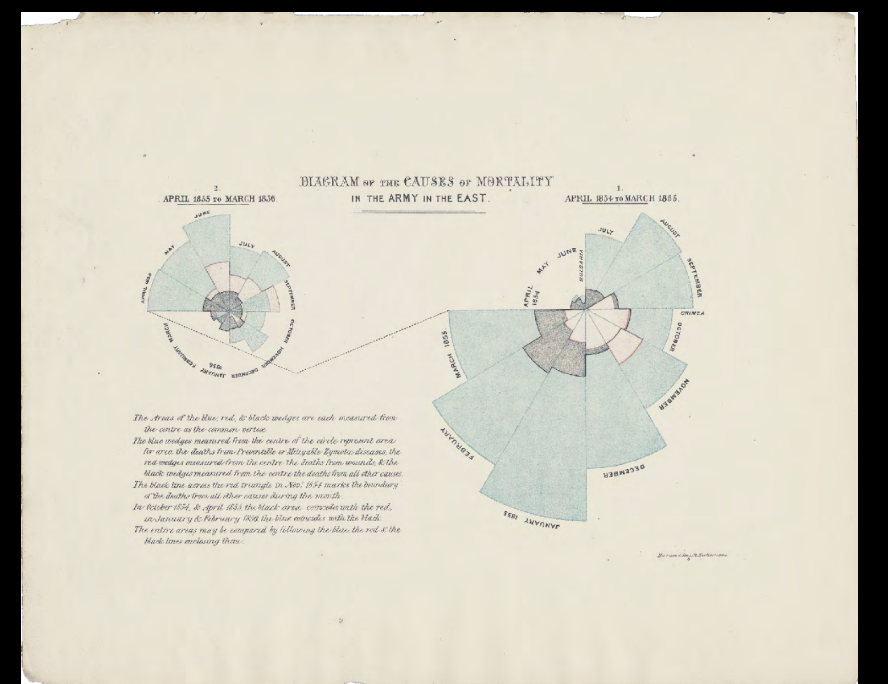 DIAGRAM OF THE CAUSES OF MORTALITY
IN THE ARMY IN THE EAST.
2.
APRIL 1855 TO MARCH 1856.
1.
APRIL 1854 TO MARCH 1855.
JUNE
MAY
APRIL 1855
JULY
AUGUST
SEPTEMBER
OCTOBER
NOVEMBER
DECEMBER
JANUARY
1856
FEBRUARY
MARCH
APRIL
1854
MAY
JUNE
BULGARIA
JULY
AUGUST
SEPTEMBER
CRIMEA
OCTOBER
NOVEMBER
DECEMBER
JANUARY 1855
FEBRUARY
MARCH 1855
The Areas of the blue, red, & black wedges are each measured from
the centre as the common vertex.
The blue wedges measured from the centre of the circle represent area
for area the deaths from Preventible or Mitigable Zymotic diseases, the
red wedges measured from the centre the deaths from wounds, & the
black wedges measured from the centre the deaths from all other causes.
The black line across the red triangle in Nov.r 1854 marks the boundary
of the deaths from all other causes during the month.
In October 1854, & April 1855 the black area coincides with the red,
in January & February 1856 the blue coincides with the black.
The entire areas may be compared by following the blue, the red & the
black lines enclosing them.